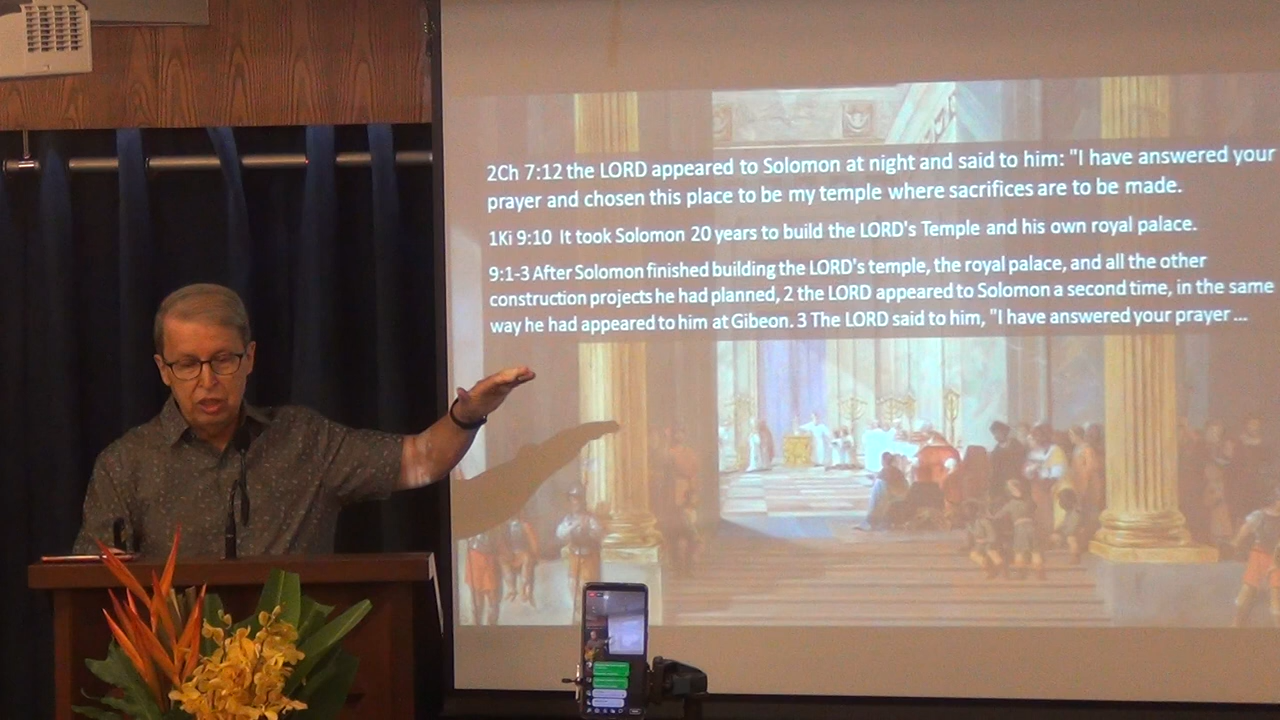 2Ch 7:12 the LORD appeared to Solomon at night and said to him: "I have answered your
prayer and chosen this place to be my temple where sacrifices are to be made.
1Ki 9:10 It took Solomon 20 years to build the LORD's Temple and his own royal palace.
9:1-3 After Solomon finished building the LORD's temple, the royal palace, and all the other
construction projects he had planned, 2 the LORD appeared to Solomon a second time, in the same
way he had appeared to him at Gibeon. 3 The LORD said to him, "I have answered your prayer ...